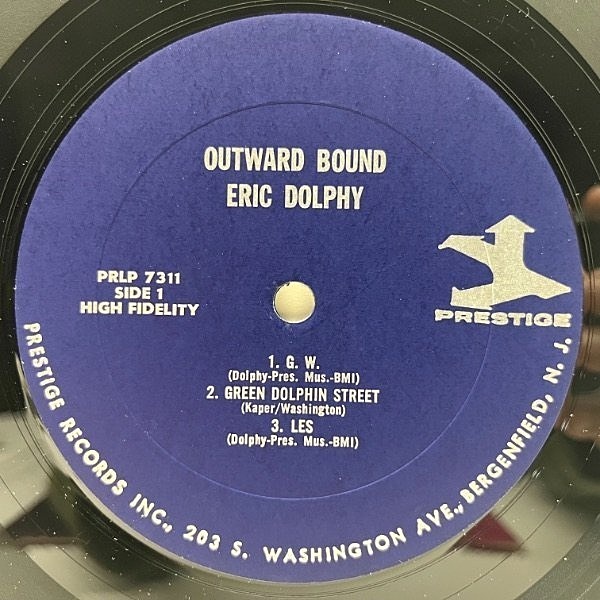 OUTWARD BOUND
ERIC DOLPHY
PRLP 7311
SIDE 1
HIGH FIDELITY
PRESTIGE
1. G. W.
(Dolphy-Pres. Mus.-BMI)
2. GREEN DOLPHIN STREET
(Kaper/Washington)
3. LES
(Dolphy-Pres. Mus.-BMI)
PRESTIGE RECORDS INC., 203 S. WASHINGTON AVE., BERGENFIELD, N. J.